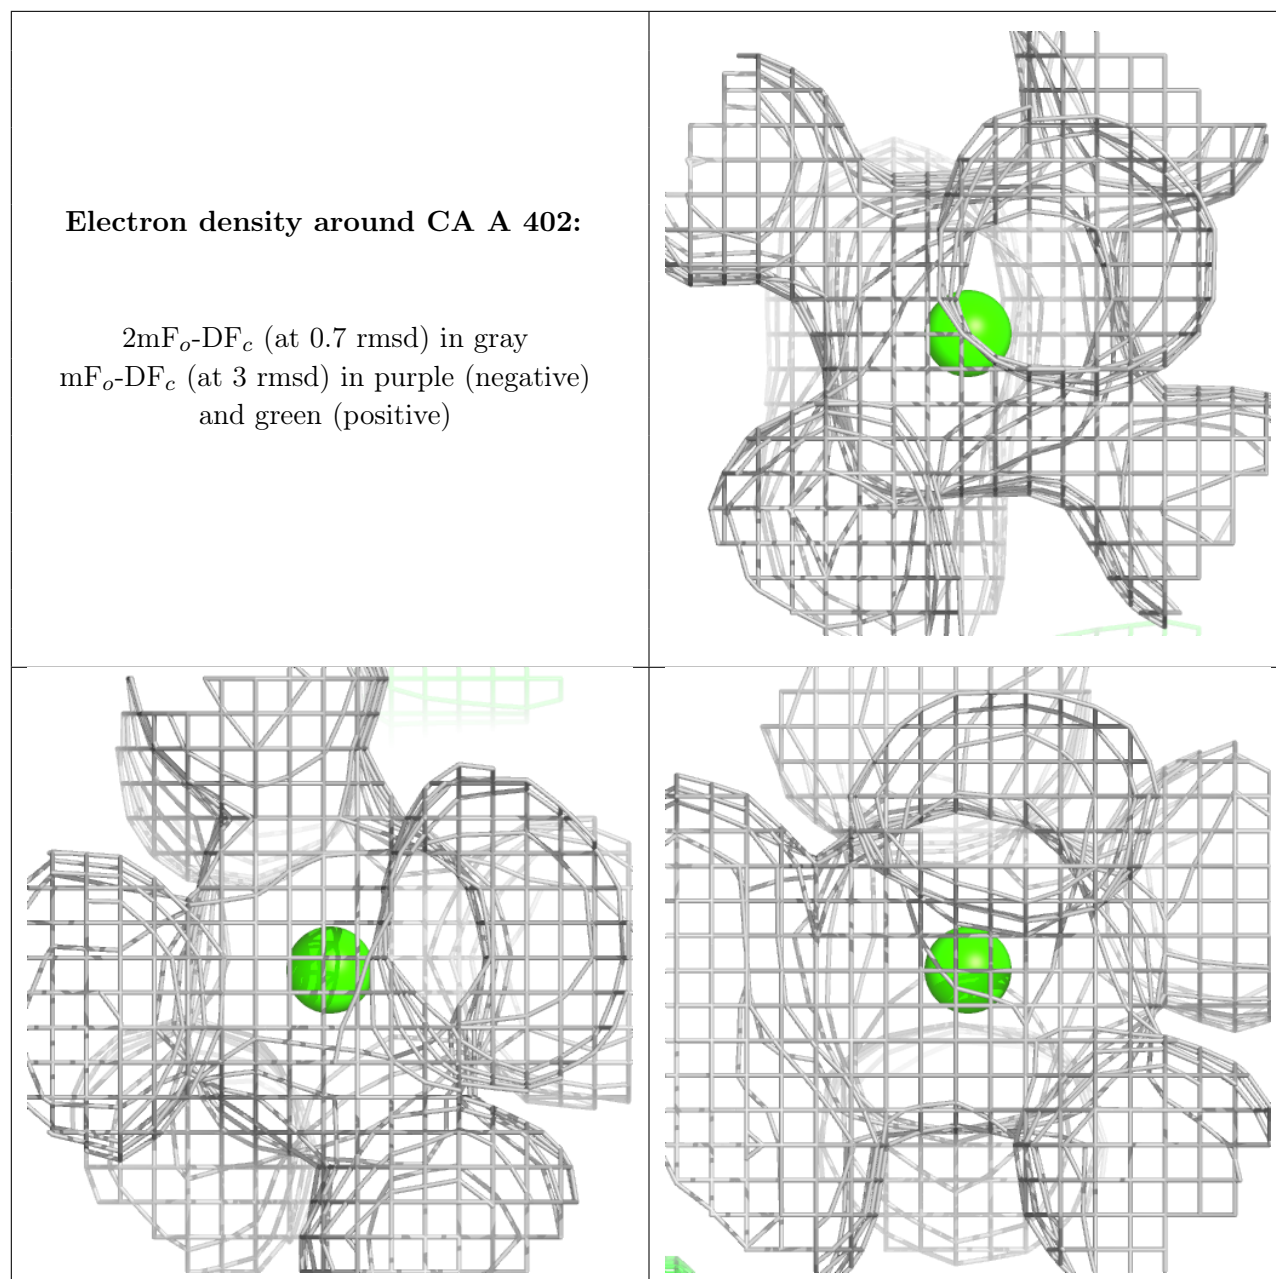 Electron density around CA A 402:
2mFo-DFc (at 0.7 rmsd) in gray
mFo-DFc (at 3 rmsd) in purple (negative)
and green (positive)